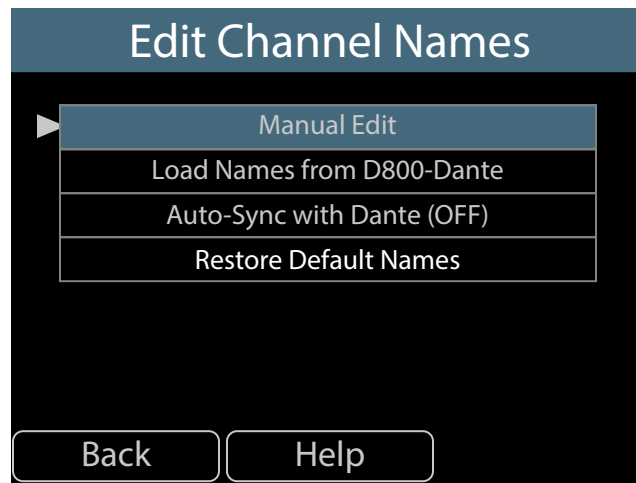 Edit Channel Names
Manual Edit
Load Names from D800-Dante
Auto-Sync with Dante (OFF)
Restore Default Names
Back
Help